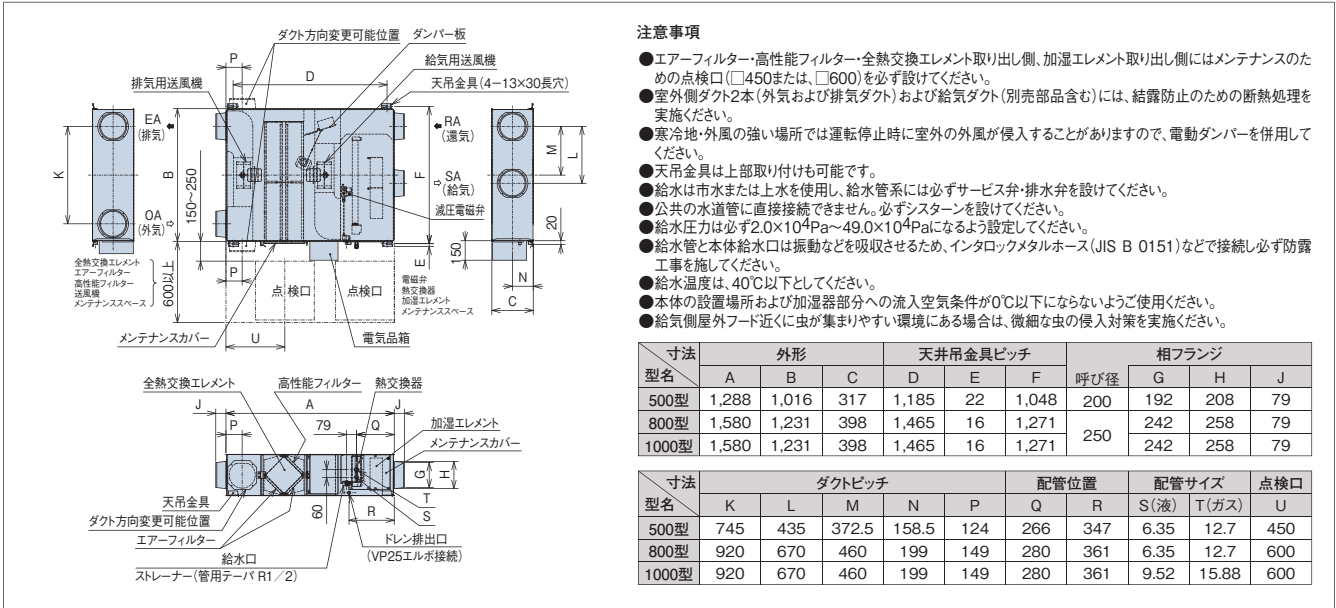 ダクト方向変更可能位置
ダンパー板
給気用送風機
排気用送風機
天吊金具(4−13×30長穴)
P
D
EA
(排気)
RA
(還気)
K
B
150~250
SA
(給気)
F
M
L
減圧電磁弁
OA
(外気)
20
150
E
全熱交換エレメント
エアーフィルター
高性能フィルター
送風機
メンテナンススペース
600以上
P
点検口
点検口
電磁弁
熱交換器
加湿エレメント
メンテナンススペース
N
C
メンテナンスカバー
U
電気品箱
全熱交換エレメント
高性能フィルター
熱交換器
J
A
J
P
79
Q
加湿エレメント
メンテナンスカバー
G
H
天吊金具
60
R
T
S
ダクト方向変更可能位置
エアーフィルター
ドレン排出口
(VP25エルボ接続)
給水口
ストレーナー(管用テーパ R1/2)
注意事項
●エアーフィルター・高性能フィルター・全熱交換エレメント取り出し側、加湿エレメント取り出し側にはメンテナンスのた
めの点検口(□450または、□600)を必ず設けてください。
●室外側ダクト2本(外気および排気ダクト)および給気ダクト(別売部品含む)には、結露防止のための断熱処理を
実施ください。
●寒冷地・外風の強い場所では運転停止時に室外の外風が侵入することがありますので、電動ダンパーを併用して
ください。
●天吊金具は上部取り付けも可能です。
●給水は市水または上水を使用し、給水管系には必ずサービス弁・排水弁を設けてください。
●公共の水道管に直接接続できません。必ずシスターンを設けてください。
●給水圧力は必ず2.0×10⁴Pa~49.0×10⁴Paになるよう設定してください。
●給水管と本体給水口は振動などを吸収させるため、インタロックメタルホース(JIS B 0151)などで接続し必ず防露
工事を施してください。
●給水温度は、40℃以下としてください。
●本体の設置場所および加湿器部分への流入空気条件が0℃以下にならないようご使用ください。
●給気側屋外フード近くに虫が集まりやすい環境にある場合は、微細な虫の侵入対策を実施ください。
寸法 外形 天井吊金具ピッチ 相フランジ
型名 A B C D E F 呼び径 G H J
500型 1,288 1,016 317 1,185 22 1,048 200 192 208 79
800型 1,580 1,231 398 1,465 16 1,271 250 242 258 79
1000型 1,580 1,231 398 1,465 16 1,271 242 258 79
寸法 ダクトピッチ 配管位置 配管サイズ 点検口
型名 K L M N P Q R S(液) T(ガス) U
500型 745 435 372.5 158.5 124 266 347 6.35 12.7 450
800型 920 670 460 199 149 280 361 6.35 12.7 600
1000型 920 670 460 199 149 280 361 9.52 15.88 600